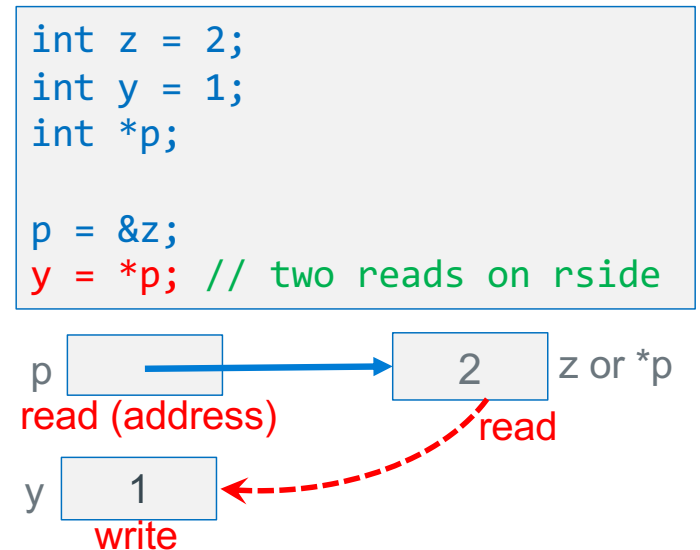 int z = 2;
int y = 1;
int *p;
p = &z;
y = *p; // two reads on rside
p
2
z or *p
read (address)
read
y
1
write